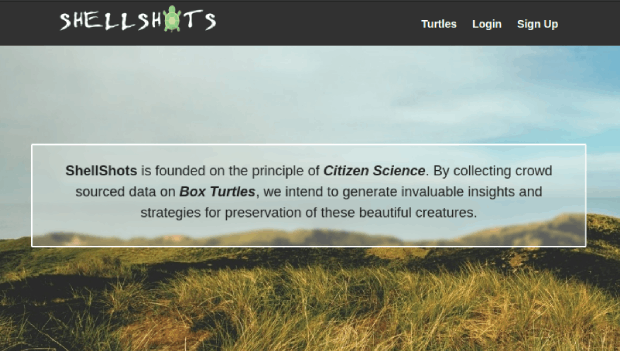 SHELLSHOTS
Turtles Login Sign Up
ShellShots is founded on the principle of Citizen Science. By collecting crowd
sourced data on Box Turtles, we intend to generate invaluable insights and
strategies for preservation of these beautiful creatures.